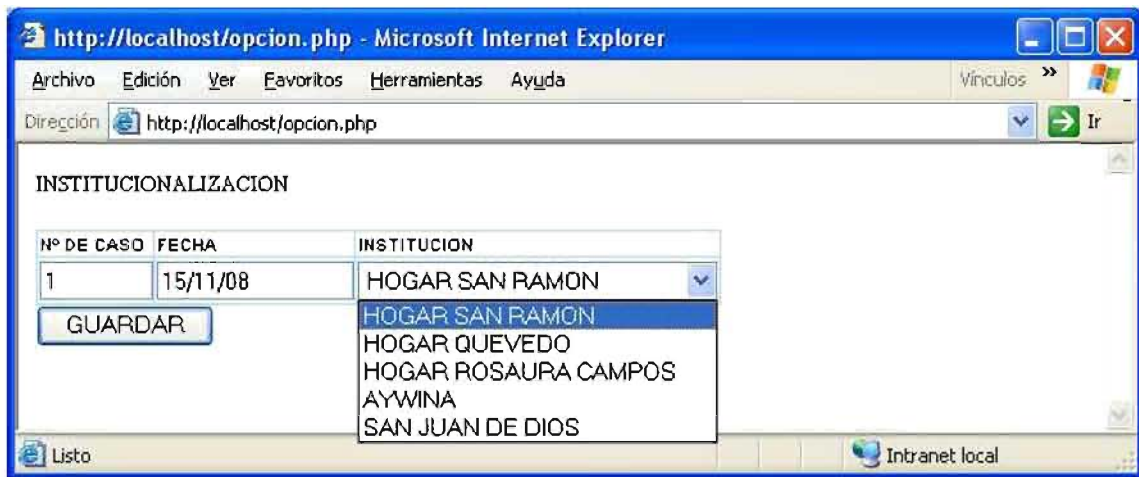 http://localhost/opcion.php - Microsoft Internet Explorer
Archivo Edición Ver Favoritos Herramientas Ayuda Vínculos »
Dirección http://localhost/opcion.php Ir
INSTITUCIONALIZACION
Nº DE CASO FECHA INSTITUCION
1 15/11/08 HOGAR SAN RAMON
GUARDAR
HOGAR SAN RAMON
HOGAR QUEVEDO
HOGAR ROSAURA CAMPOS
AYWINA
SAN JUAN DE DIOS
Listo Intranet local